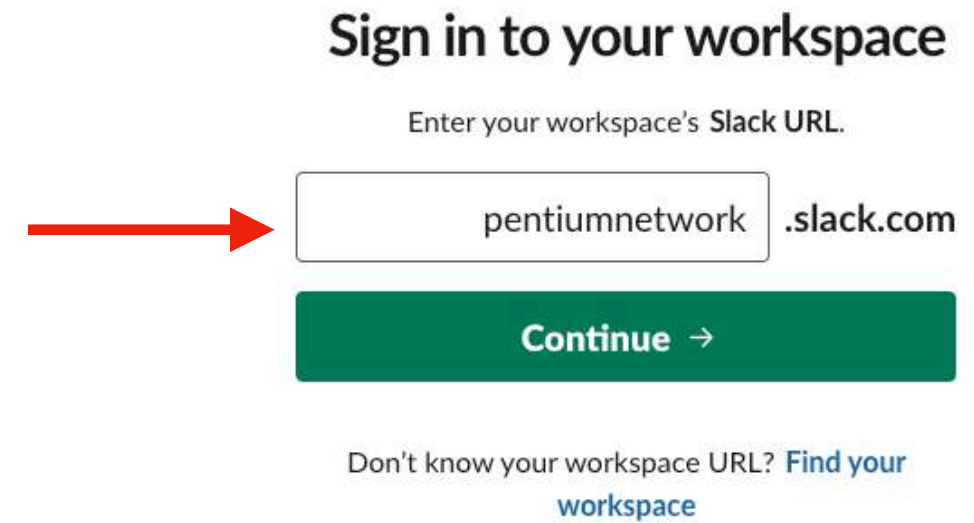 Sign in to your workspace
Enter your workspace's Slack URL.
pentiumnetwork .slack.com
Continue →
Don't know your workspace URL? Find your
workspace